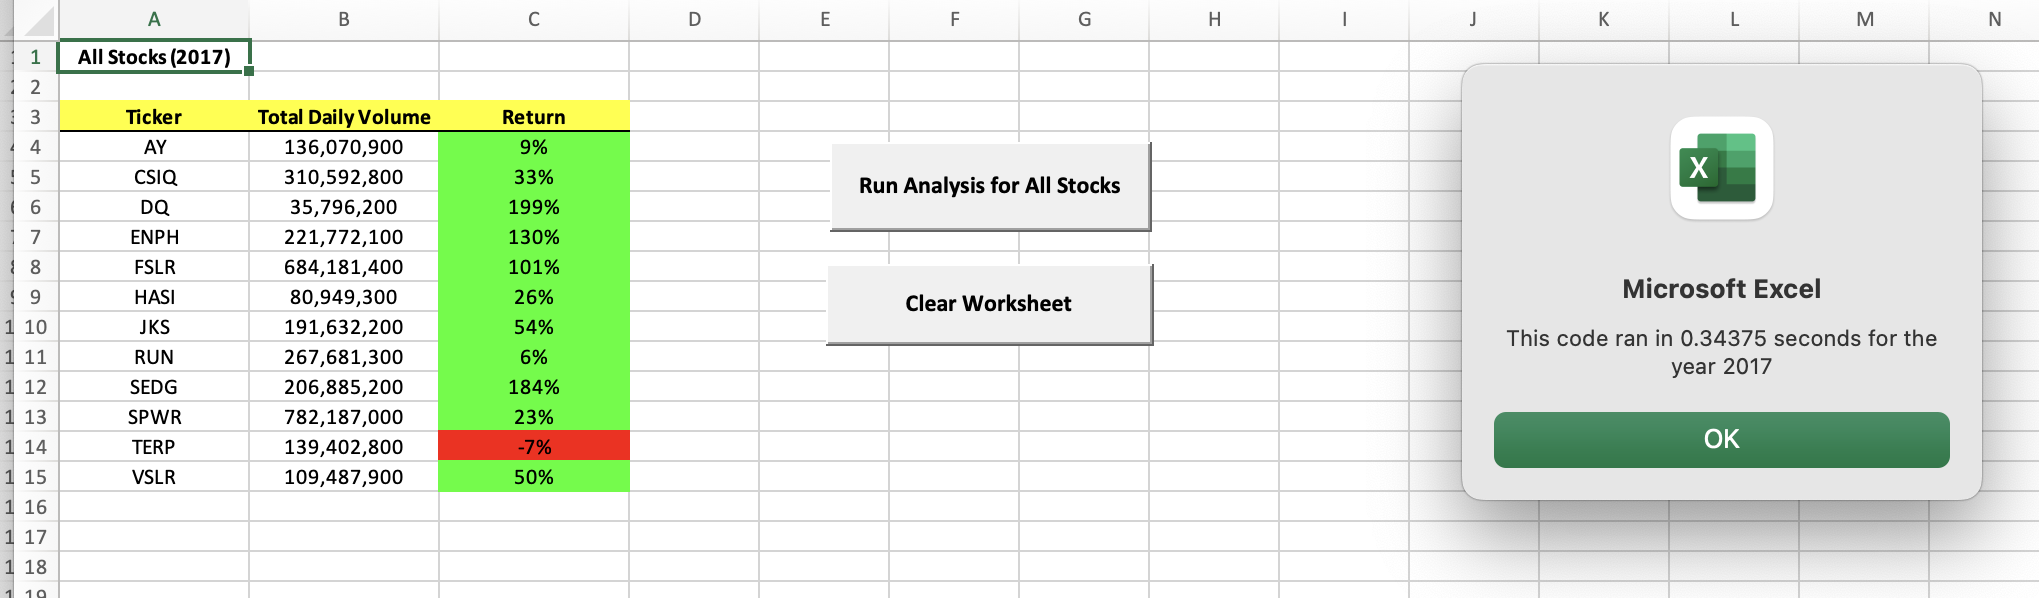 A B C D E F G H I J K L M N
1 All Stocks (2017)
2
3 Ticker Total Daily Volume Return
4 AY 136,070,900 9%
5 CSIQ 310,592,800 33%
6 DQ 35,796,200 199%
7 ENPH 221,772,100 130%
8 FSLR 684,181,400 101%
9 HASI 80,949,300 26%
10 JKS 191,632,200 54%
11 RUN 267,681,300 6%
12 SEDG 206,885,200 184%
13 SPWR 782,187,000 23%
14 TERP 139,402,800 -7%
15 VSLR 109,487,900 50%
16
17
18
19
Run Analysis for All Stocks
Clear Worksheet
X
Microsoft Excel
This code ran in 0.34375 seconds for the
year 2017
OK